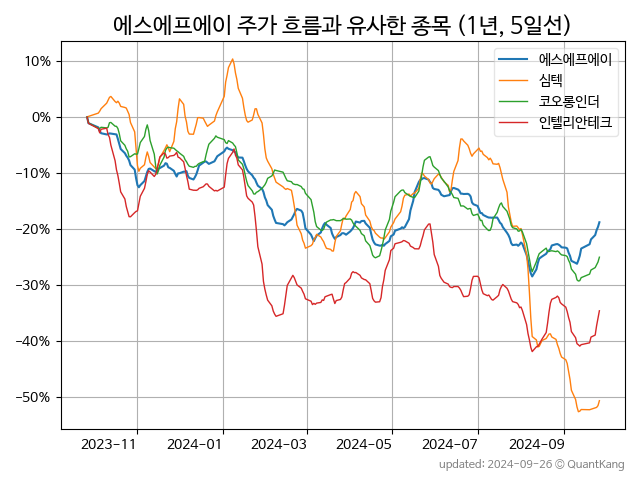 에스에프에이 주가 흐름과 유사한 종목 (1년, 5일선)
에스에프에이
심텍
코오롱인더
인텔리안테크
10%
0%
−10%
−20%
−30%
−40%
−50%
2023-11 2024-01 2024-03 2024-05 2024-07 2024-09
updated: 2024-09-26 © QuantKang